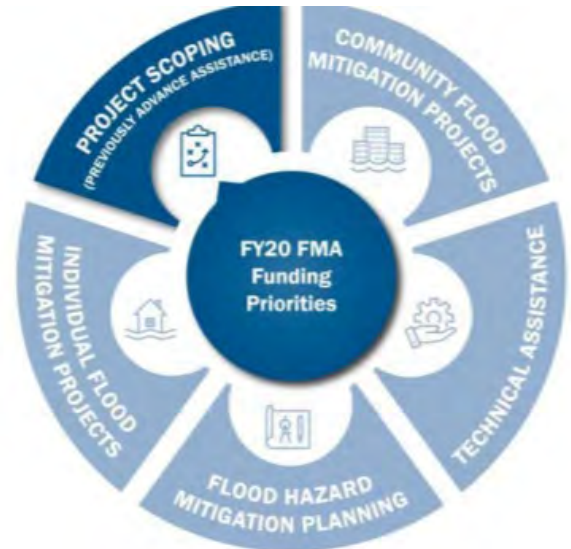 PROJECT SCOPING
(PREVIOUSLY ADVANCE ASSISTANCE)
COMMUNITY FLOOD
MITIGATION PROJECTS
TECHNICAL ASSISTANCE
FLOOD HAZARD
MITIGATION PLANNING
INDIVIDUAL FLOOD
MITIGATION PROJECTS
FY20 FMA
Funding
Priorities